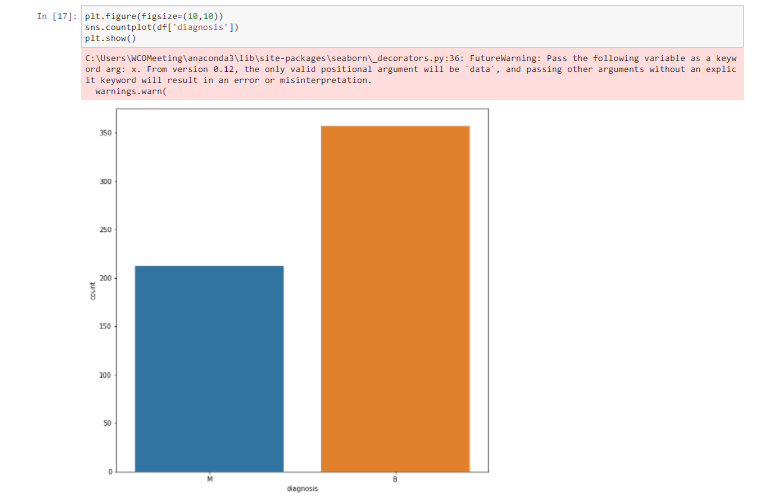 In [17]: plt.figure(figsize=(10,10))
sns.countplot(df['diagnosis'])
plt.show()
C:\Users\WCOMeeting\anaconda3\lib\site-packages\seaborn\_decorators.py:36: FutureWarning: Pass the following variable as a keyw
ord arg: x. From version 0.12, the only valid positional argument will be `data`, and passing other arguments without an explic
it keyword will result in an error or misinterpretation.
warnings.warn(
350
300
250
200
150
100
50
0
count
M B
diagnosis